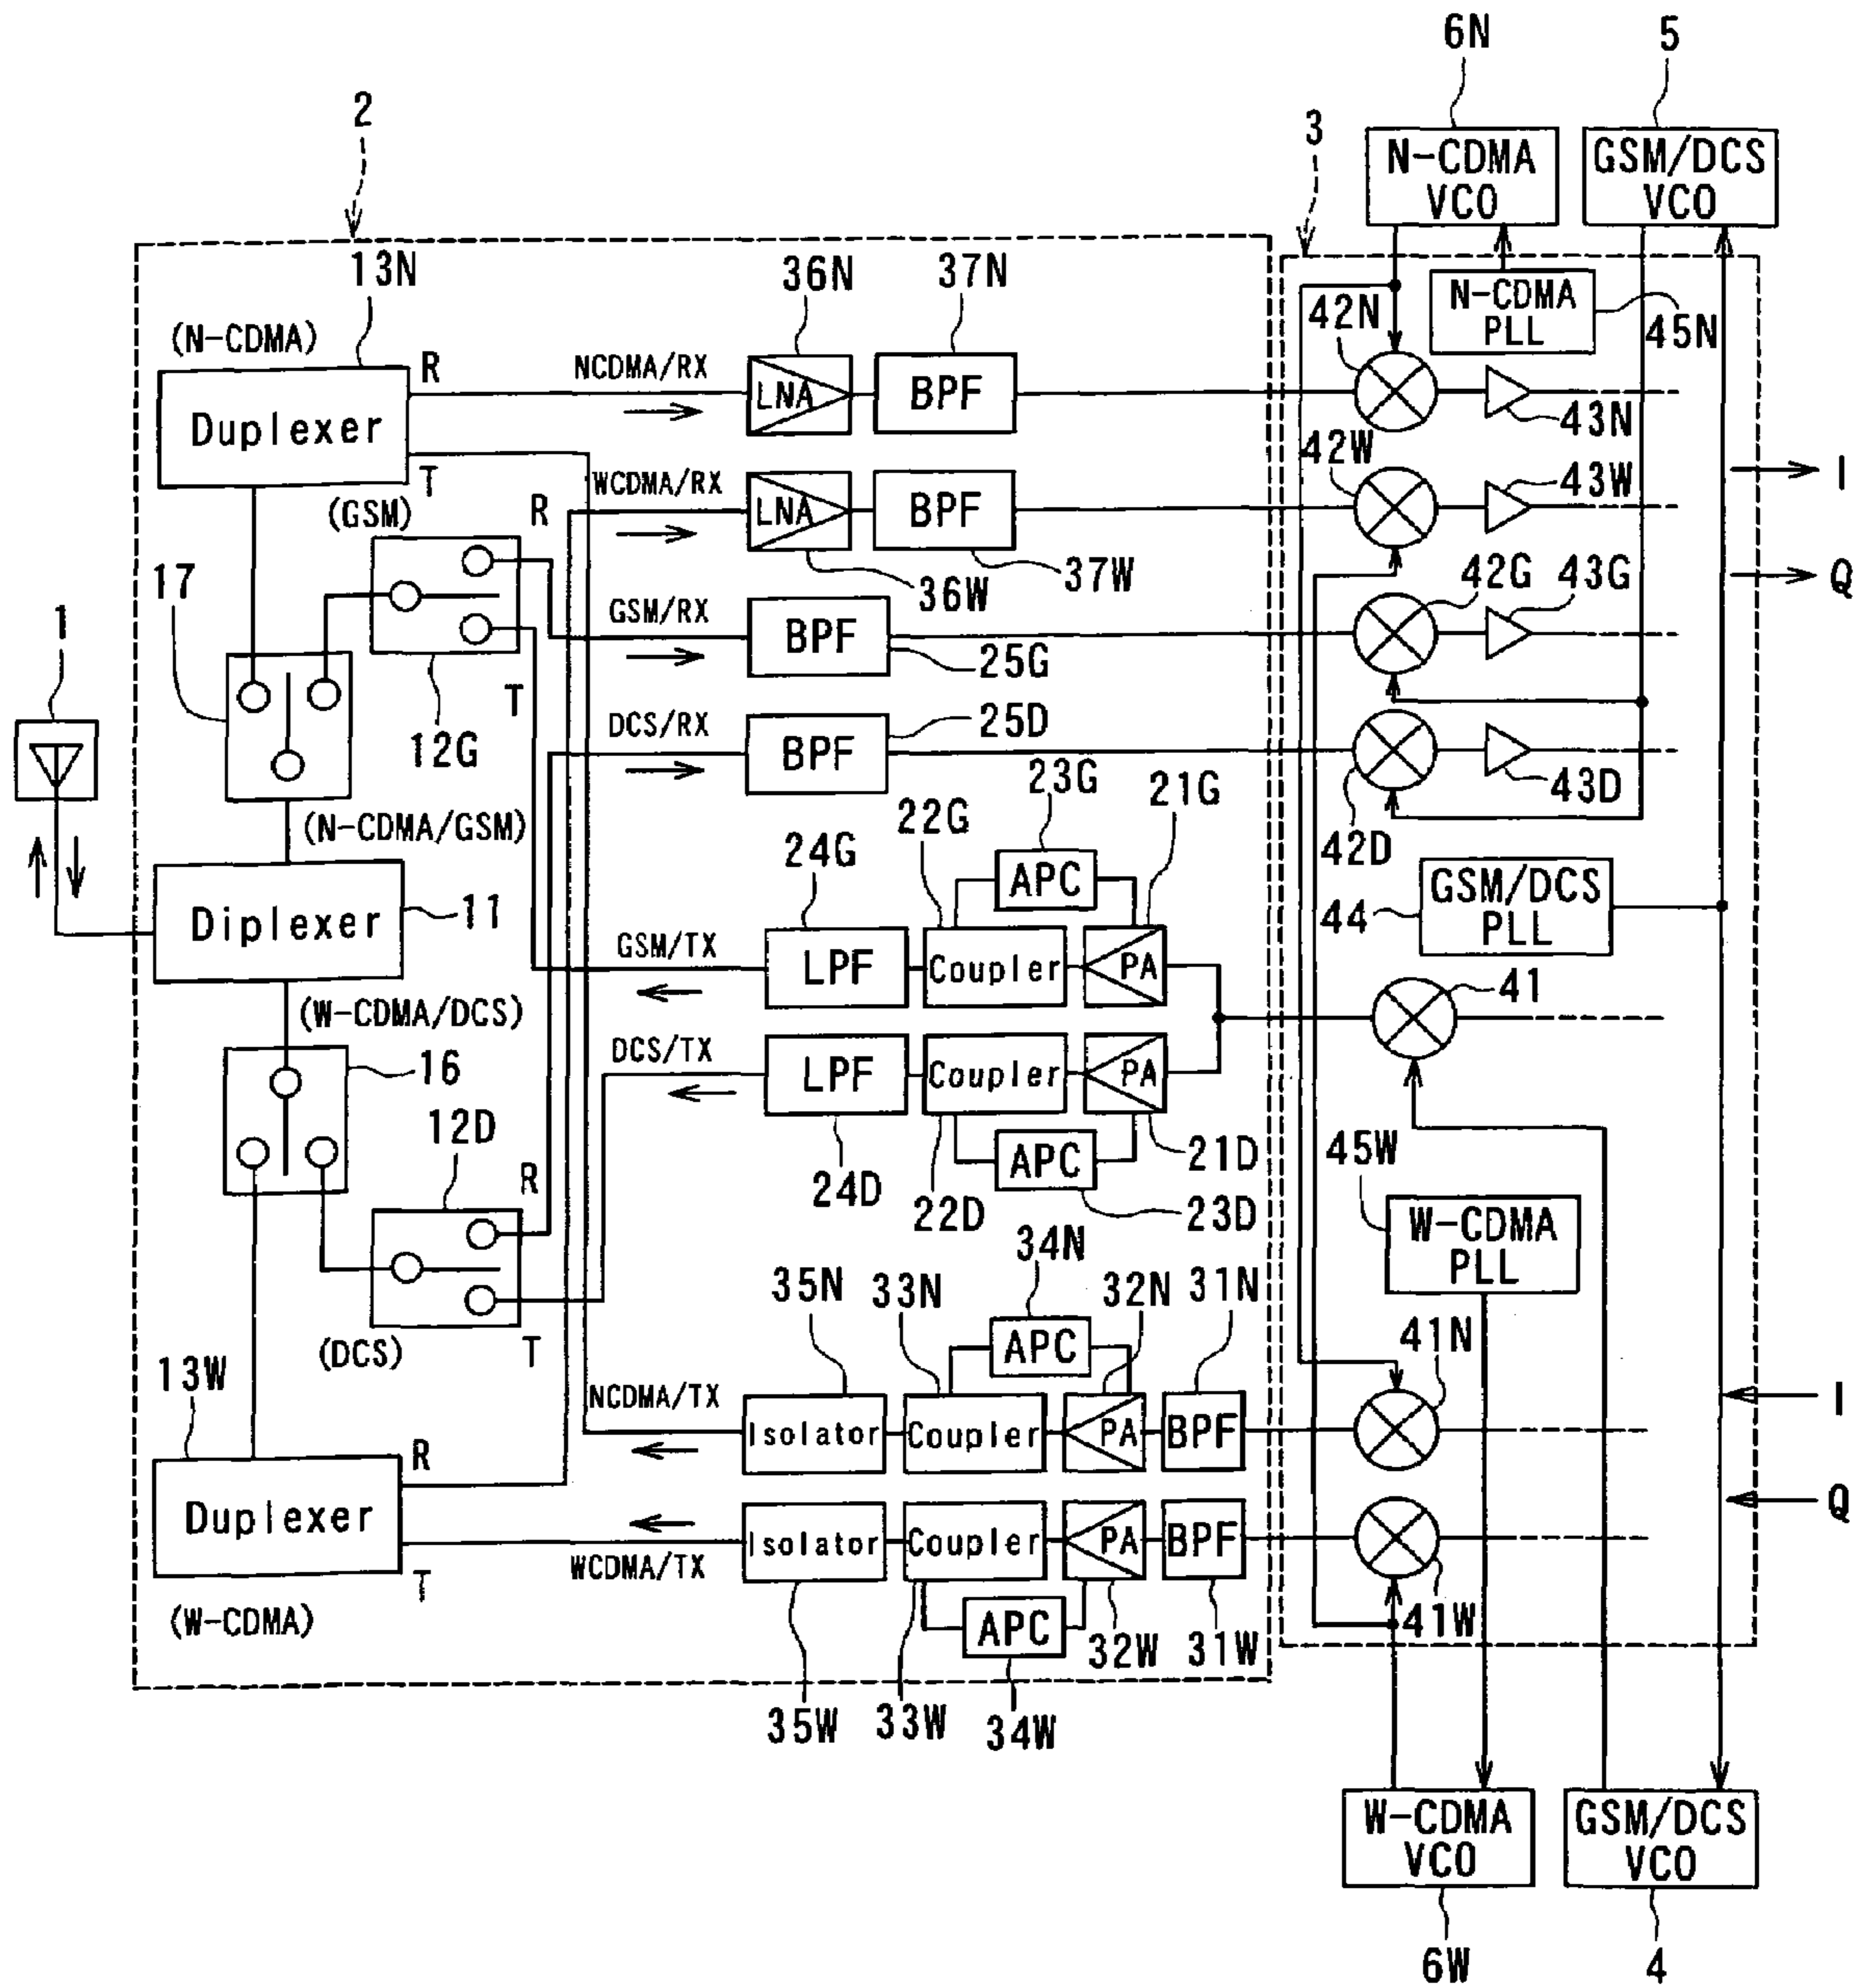 6N
5
2
3
N-CDMA
VCO
GSM/DCS
VCO
13N
36N
37N
N-CDMA
PLL
42N
45N
(N-CDMA)
R
NCDMA/RX
LNA
BPF
43N
Duplexer
T
42W
I
(GSM)
R
WCDMA/RX
LNA
BPF
43W
17
37W
42G
43G
Q
36W
1
GSM/RX
BPF
25G
T
12G
DCS/RX
BPF
25D
43D
23G
21G
(N-CDMA/GSM)
22G
42D
24G
APC
GSM/DCS
PLL
44
Diplexer
11
GSM/TX
LPF
Coupler
PA
41
(W-CDMA/DCS)
DCS/TX
LPF
Coupler
PA
16
12D
45W
APC
21D
R
24D
22D
23D
W-CDMA
PLL
34N
35N
33N
32N
31N
(DCS)
T
APC
41N
13W
NCDMA/TX
Isolator
Coupler
PA
BPF
I
R
Duplexer
Isolator
Coupler
PA
BPF
Q
WCDMA/TX
T
(W-CDMA)
APC
32W
31W
41W
35W
33W
34W
W-CDMA
VCO
GSM/DCS
VCO
6W
4